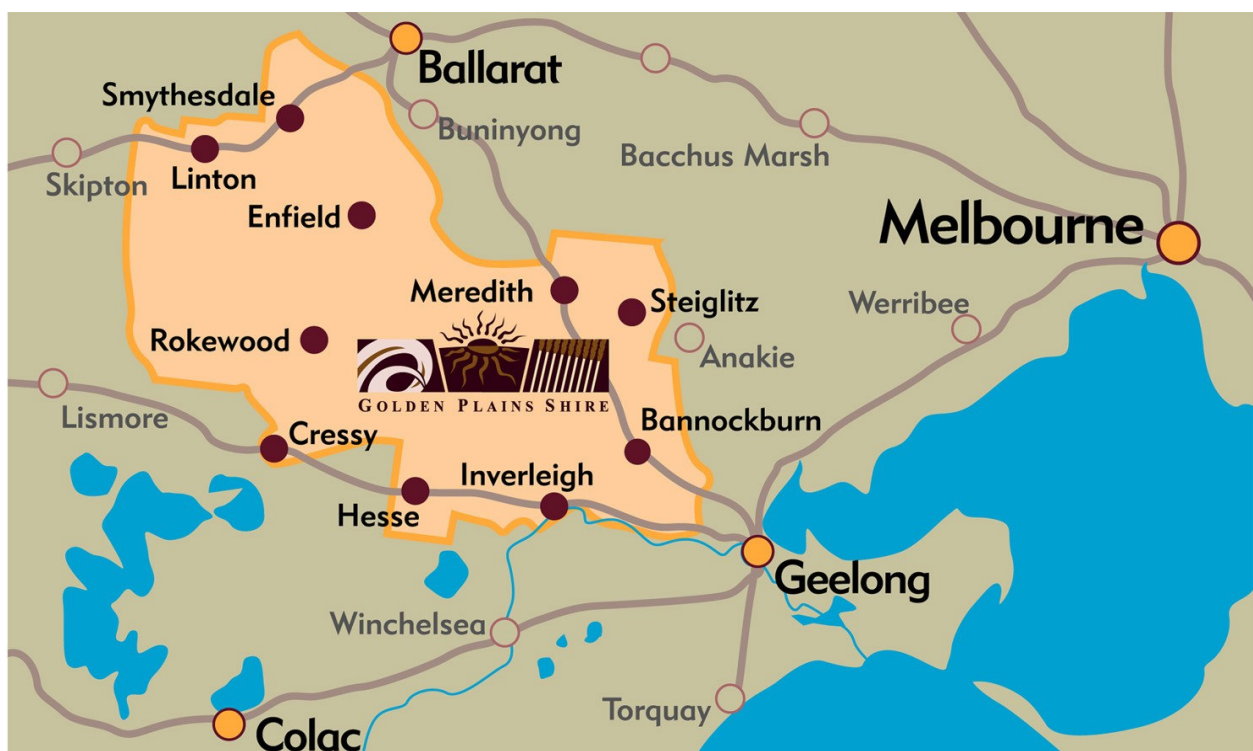 Ballarat
Smythesdale
Buninyong
Bacchus Marsh
Skipton
Linton
Enfield
Melbourne
Meredith
Steiglitz
Werribee
Rokewood
Anakie
GOLDEN PLAINS SHIRE
Lismore
Bannockburn
Cressy
Inverleigh
Hesse
Geelong
Winchelsea
Torquay
Colac